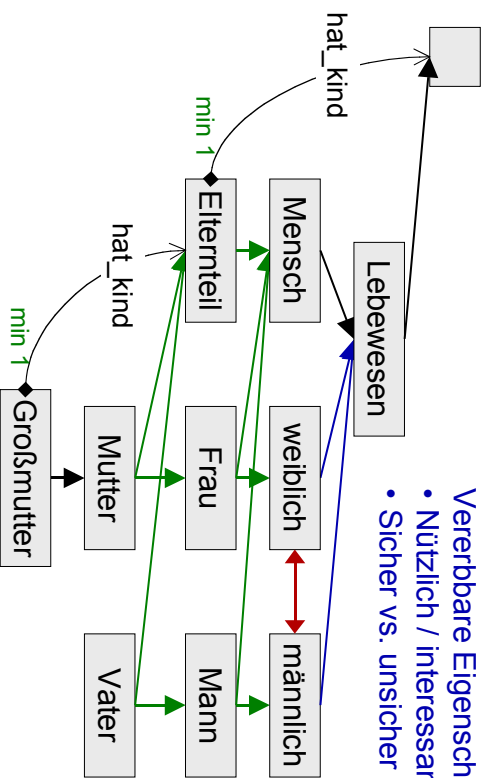 Vererbbare Eigensch
• Nützlich / interessar
• Sicher vs. unsicher
Lebewesen
Mensch
weiblich
männlich
Elternteil
Frau
Mann
Mutter
Vater
Großmutter
hat_kind
min 1
hat_kind
min 1